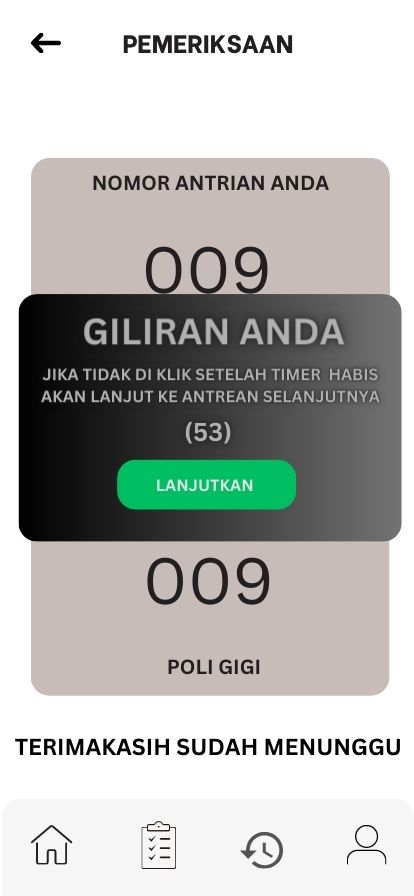 PEMERIKSAAN
NOMOR ANTRIAN ANDA
009
GILIRAN ANDA
JIKA TIDAK DI KLIK SETELAH TIMER HABIS
AKAN LANJUT KE ANTREAN SELANJUTNYA
(53)
LANJUTKAN
009
POLI GIGI
TERIMAKASIH SUDAH MENUNGGU